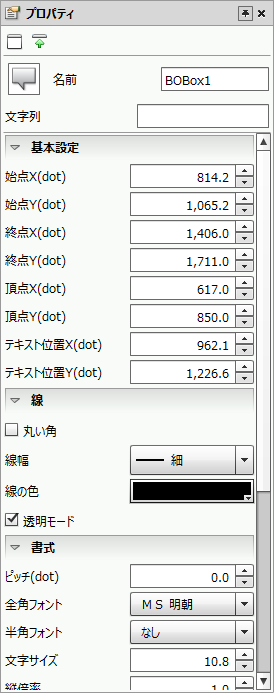 プロパティ
名前 BOBox1
文字列
基本設定
始点X(dot) 814.2
始点Y(dot) 1,065.2
終点X(dot) 1,406.0
終点Y(dot) 1,711.0
頂点X(dot) 617.0
頂点Y(dot) 850.0
テキスト位置X(dot) 962.1
テキスト位置Y(dot) 1,226.6
線
丸い角
線幅 細
線の色
透明モード
書式
ピッチ(dot) 0.0
全角フォント ＭＳ 明朝
半角フォント なし
文字サイズ 10.8
縦倍率 1.0